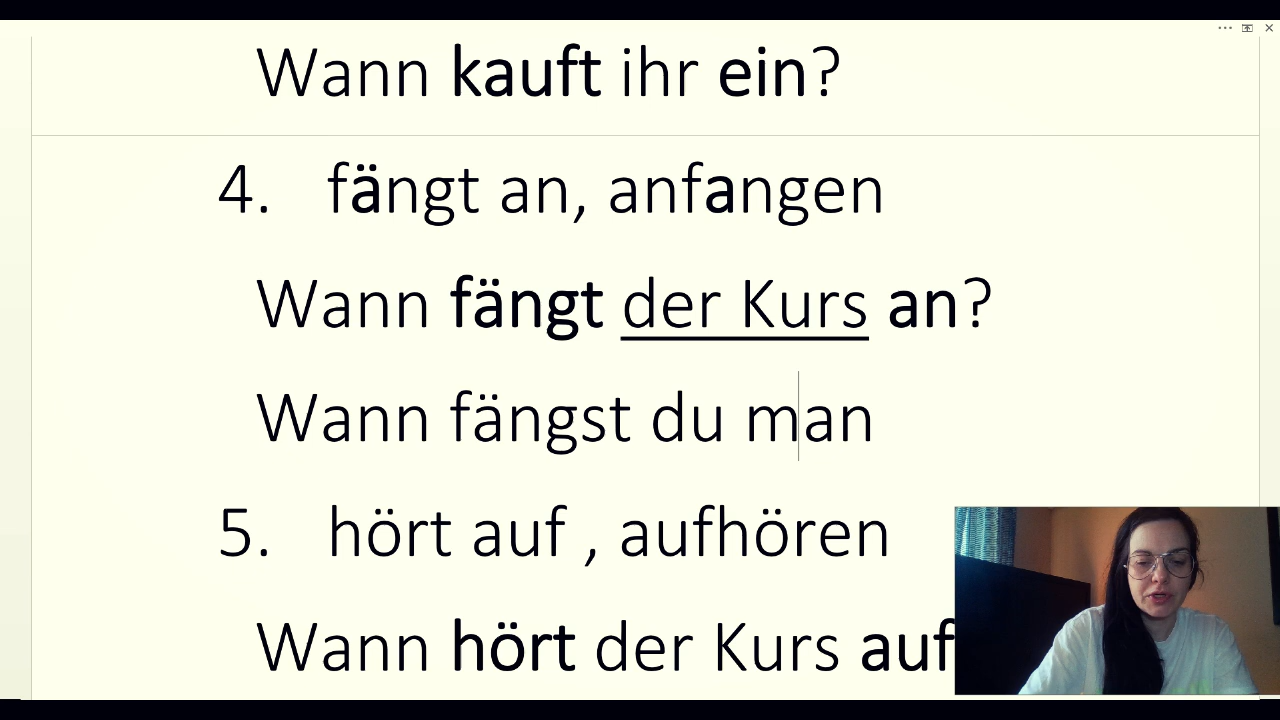 Wann kauft ihr ein?
4. fängt an, anfangen
Wann fängt der Kurs an?
Wann fängst du man
5. hört auf , aufhören
Wann hört der Kurs auf